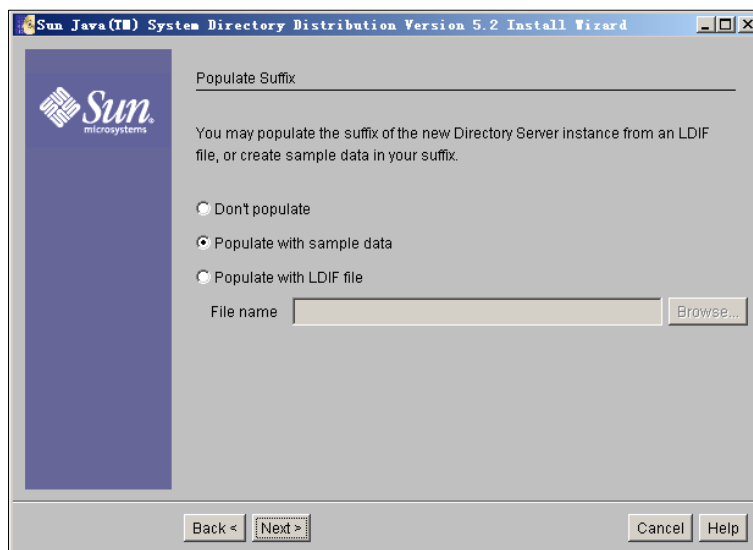 Sun Java(TM) System Directory Distribution Version 5.2 Install Wizard
Sun
microsystems
Populate Suffix
You may populate the suffix of the new Directory Server instance from an LDIF
file, or create sample data in your suffix.
Don't populate
Populate with sample data
Populate with LDIF file
File name
Browse...
Back <
Next >
Cancel
Help